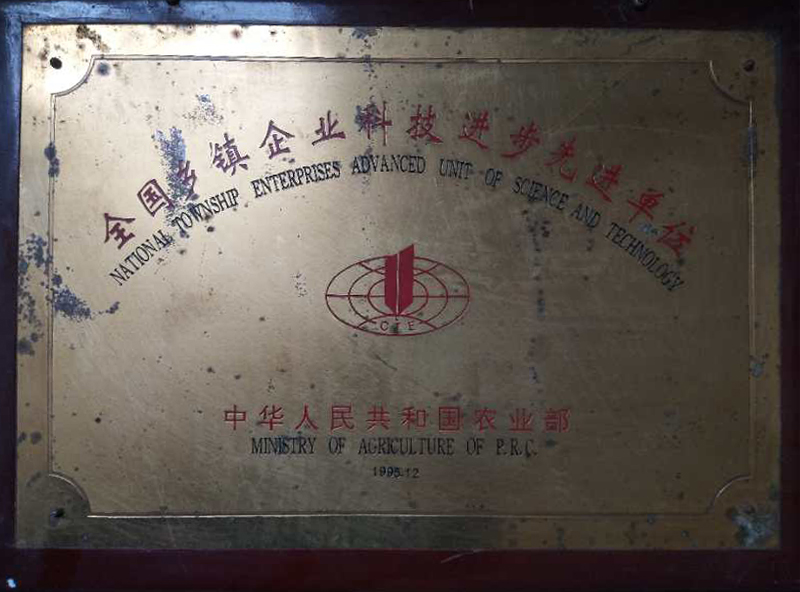 全国乡镇企业科技进步先进单位
NATIONAL TOWNSHIP ENTERPRISES ADVANCED UNIT OF SCIENCE AND TECHNOLOGY
CTE
中华人民共和国农业部
MINISTRY OF AGRICULTURE OF P.R.C.
1995.12